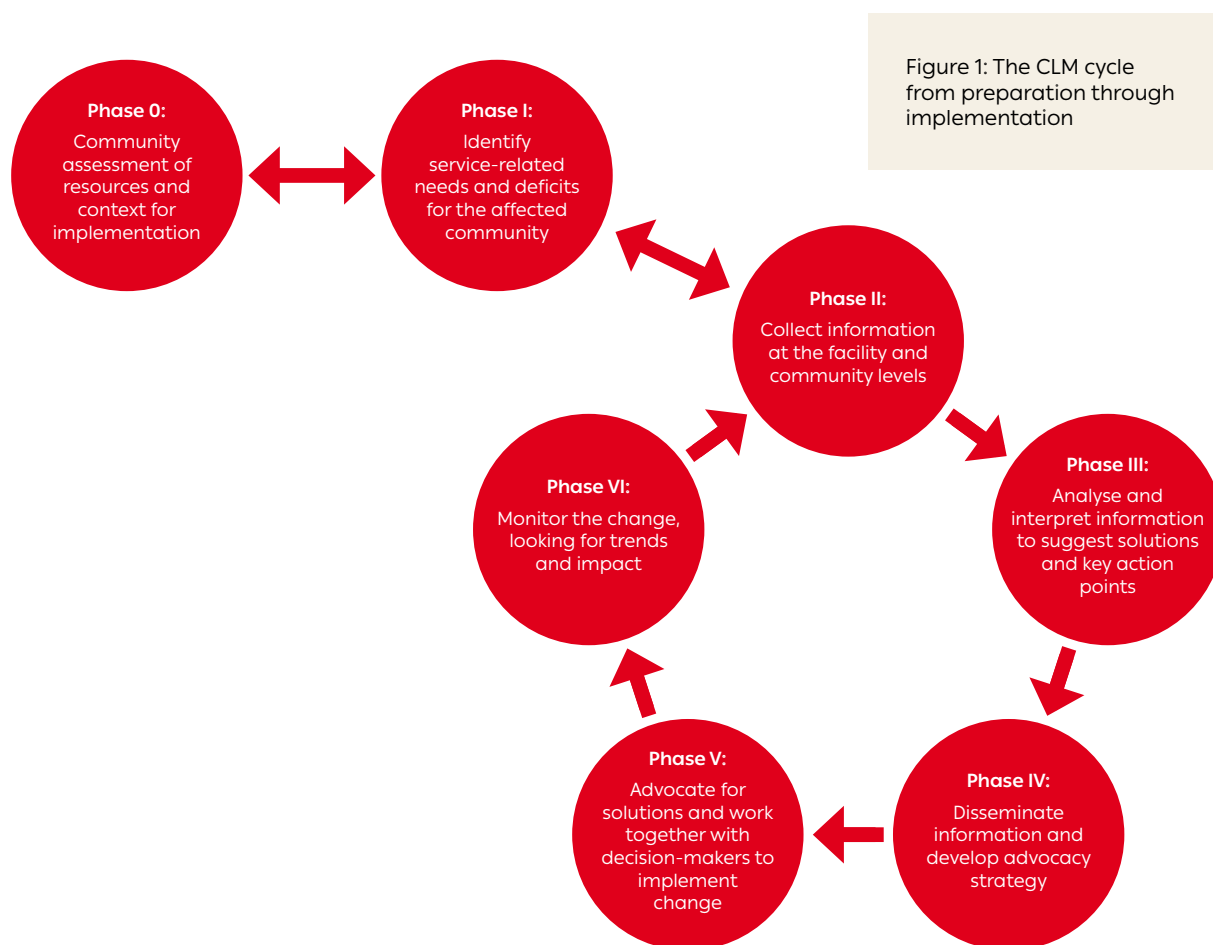 Figure 1: The CLM cycle
from preparation through
implementation
Phase 0:
Community
assessment of
resources and
context for
implementation
Phase I:
Identify
service-related
needs and deficits
for the affected
community
Phase II:
Collect information
at the facility and
community levels
Phase III:
Analyse and
interpret information
to suggest solutions
and key action
points
Phase IV:
Disseminate
information and
develop advocacy
strategy
Phase V:
Advocate for
solutions and work
together with
decision-makers to
implement
change
Phase VI:
Monitor the change,
looking for trends
and impact